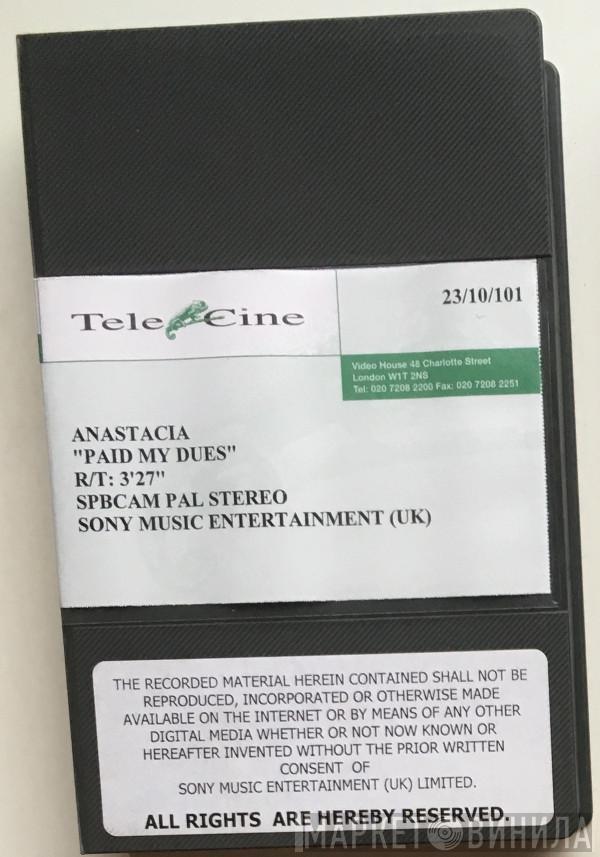 Tele Cine
23/10/101
Video House 48 Charlotte Street
London W1T 2NS
Tel: 020 7208 2200 Fax: 020 7208 2251
ANASTACIA
"PAID MY DUES"
R/T: 3'27"
SPBCAM PAL STEREO
SONY MUSIC ENTERTAINMENT (UK)
THE RECORDED MATERIAL HEREIN CONTAINED SHALL NOT BE
REPRODUCED, INCORPORATED OR OTHERWISE MADE
AVAILABLE ON THE INTERNET OR BY MEANS OF ANY OTHER
DIGITAL MEDIA WHETHER OR NOT NOW KNOWN OR
HEREAFTER INVENTED WITHOUT THE PRIOR WRITTEN
CONSENT OF
SONY MUSIC ENTERTAINMENT (UK) LIMITED.
ALL RIGHTS ARE HEREBY RESERVED.
МАРКЕТ ВИНИЛА